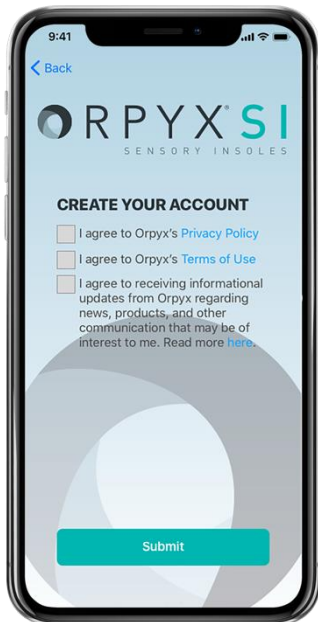 9:41
Back
ORPYX® SI
SENSORY INSOLES
CREATE YOUR ACCOUNT
I agree to Orpyx's Privacy Policy
I agree to Orpyx's Terms of Use
I agree to receiving informational
updates from Orpyx regarding
news, products, and other
communication that may be of
interest to me. Read more here.
Submit